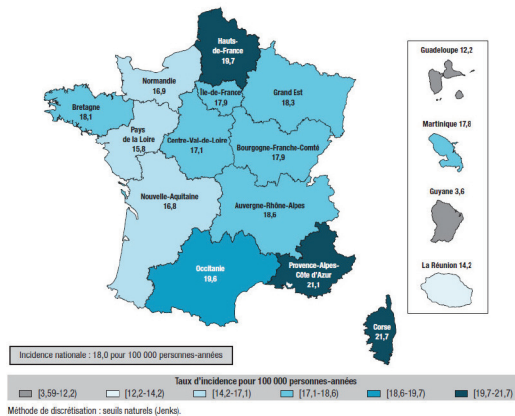 Hauts-
de-France
19,7
Guadeloupe 12,2
Normandie
16,9
Île-de-France
17,9
Grand Est
18,3
Bretagne
18,1
Martinique 17,8
Pays
de la Loire
15,8
Centre-Val-de-Loire
17,1
Bourgogne-Franche-Comté
17,9
Guyane 3,6
Nouvelle-Aquitaine
16,8
Auvergne-Rhône-Alpes
18,6
La Réunion 14,2
Occitanie
19,6
Provence-Alpes-
Côte d'Azur
21,1
Corse
21,7
Incidence nationale : 18,0 pour 100 000 personnes-années
Taux d'incidence pour 100 000 personnes-années
[3,59-12,2) [12,2-14,2) [14,2-17,1) [17,1-18,6) [18,6-19,7) [19,7-21,7)
Méthode de discrétisation : seuils naturels (Jenks).